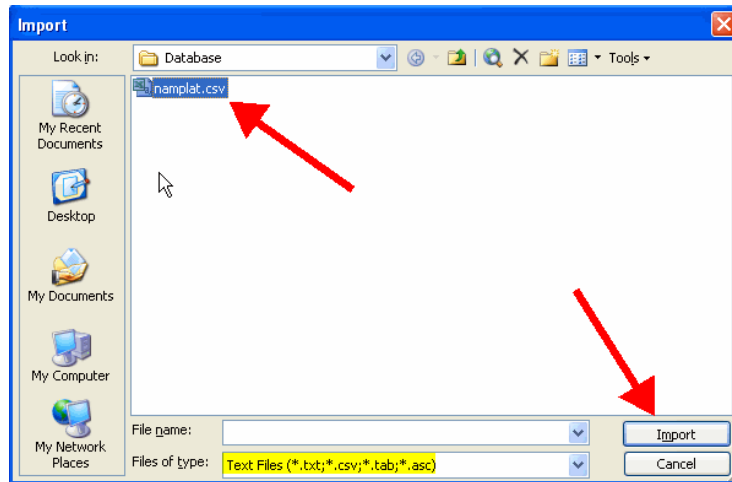 Import
Look in:
Database
Tools
namplat.csv
My Recent
Documents
Desktop
My Documents
My Computer
My Network
Places
File name:
Import
Files of type:
Text Files (*.txt;*.csv;*.tab;*.asc)
Cancel